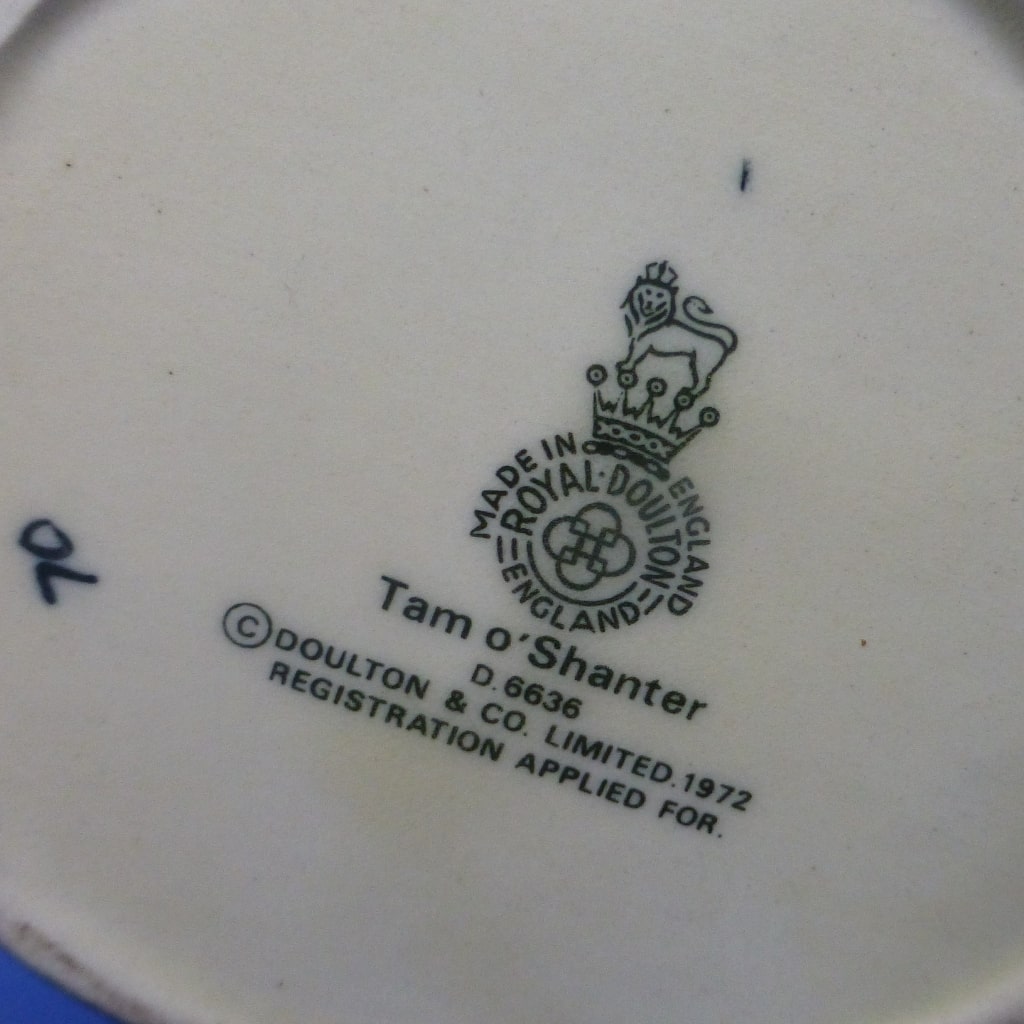 MADE IN ENGLAND
ROYAL·DOULTON
ENGLAND
Tam o'Shanter
D.6636
© DOULTON & CO. LIMITED.1972
REGISTRATION APPLIED FOR.